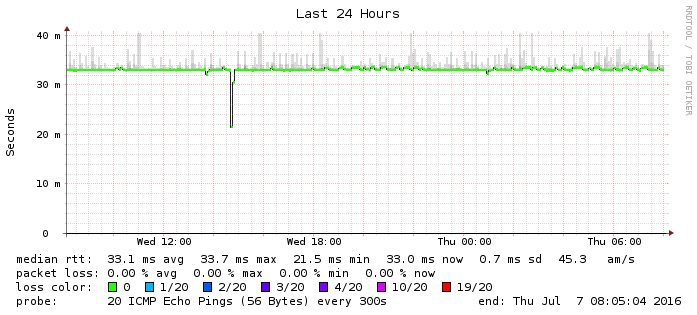 Last 24 Hours
RRDTOOL / TOBI OETIKER
Seconds
40 m
30 m
20 m
10 m
0
Wed 12:00 Wed 18:00 Thu 00:00 Thu 06:00
median rtt: 33.1 ms avg 33.7 ms max 21.5 ms min 33.0 ms now 0.7 ms sd 45.3 am/s
packet loss: 0.00 % avg 0.00 % max 0.00 % min 0.00 % now
loss color: 0 1/20 2/20 3/20 4/20 10/20 19/20
probe: 20 ICMP Echo Pings (56 Bytes) every 300s end: Thu Jul 7 08:05:04 2016